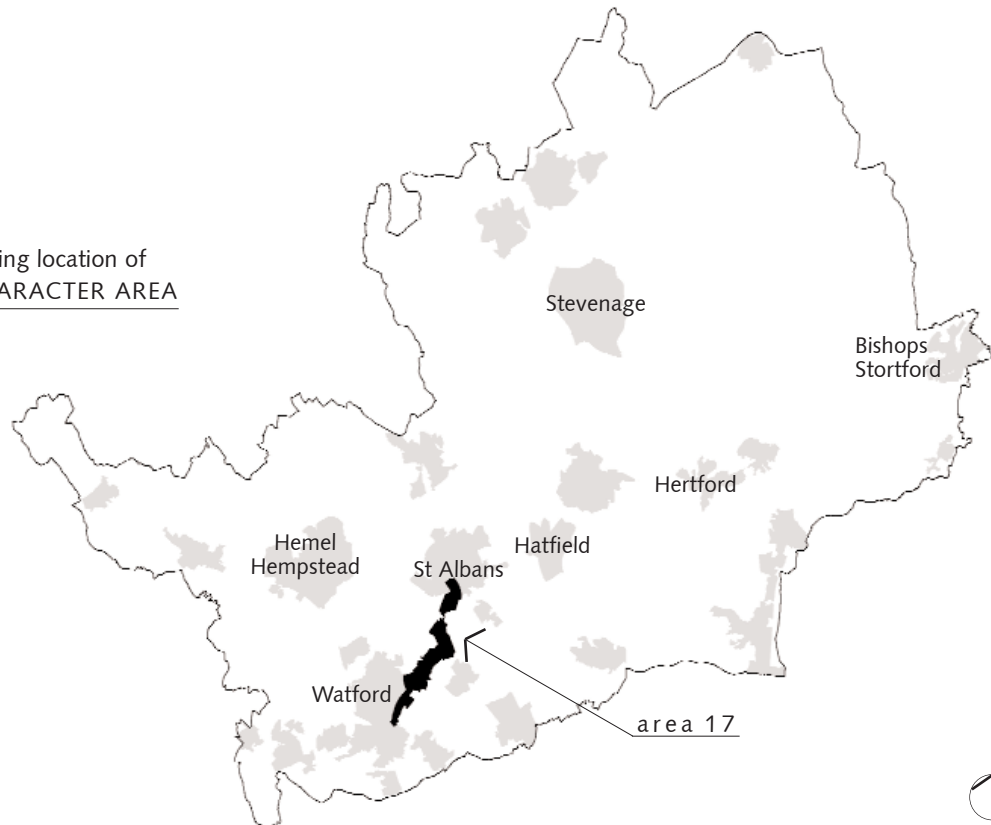 ing location of
ARACTER AREA
Stevenage
Bishops
Stortford
Hertford
Hatfield
Hemel
Hempstead
St Albans
Watford
area 17